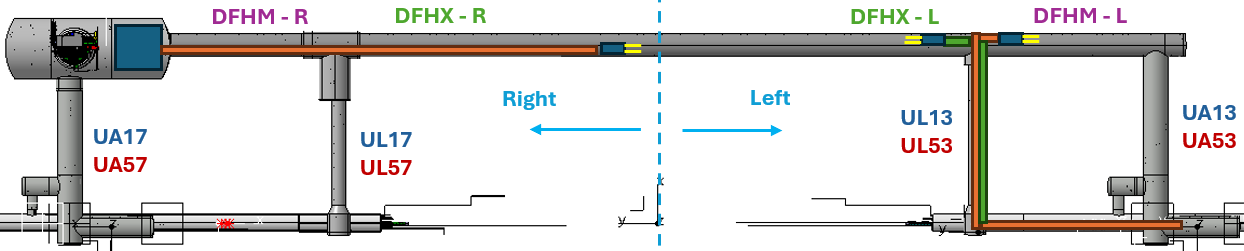 DFHM - R
DFHX - R
DFHX - L
DFHM - L
Right
Left
UA17
UA57
UL17
UL57
UL13
UL53
UA13
UA53
y
x
z
y
z
y
z